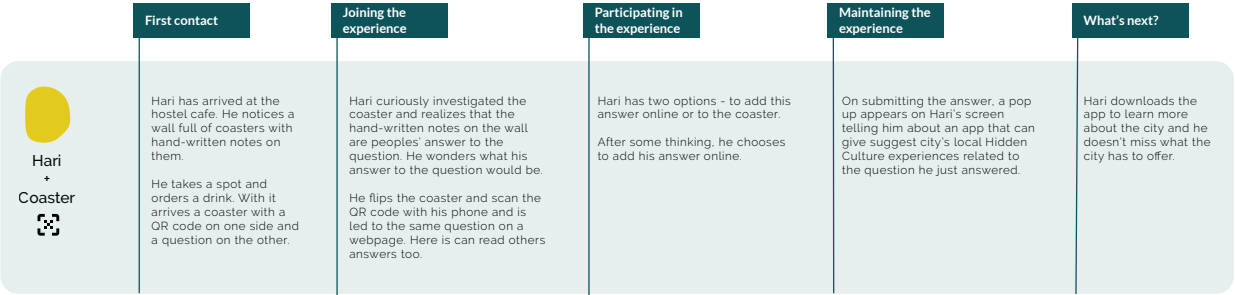 First contact
Joining the
experience
Participating in
the experience
Maintaining the
experience
What's next?
Hari
+
Coaster
Hari has arrived at the
hostel cafe. He notices a
wall full of coasters with
hand-written notes on
them.
He takes a spot and
orders a drink. With it
arrives a coaster with a
QR code on one side and
a question on the other.
Hari curiously investigated the
coaster and realizes that the
hand-written notes on the wall
are peoples' answer to the
question. He wonders what his
answer to the question would be.
He flips the coaster and scan the
QR code with his phone and is
led to the same question on a
webpage. Here is can read others
answers too.
Hari has two options - to add this
answer online or to the coaster.
After some thinking, he chooses
to add his answer online.
On submitting the answer, a pop
up appears on Hari's screen
telling him about an app that can
give suggest city's local Hidden
Culture experiences related to
the question he just answered.
Hari downloads the
app to learn more
about the city and he
doesn't miss what the
city has to offer.